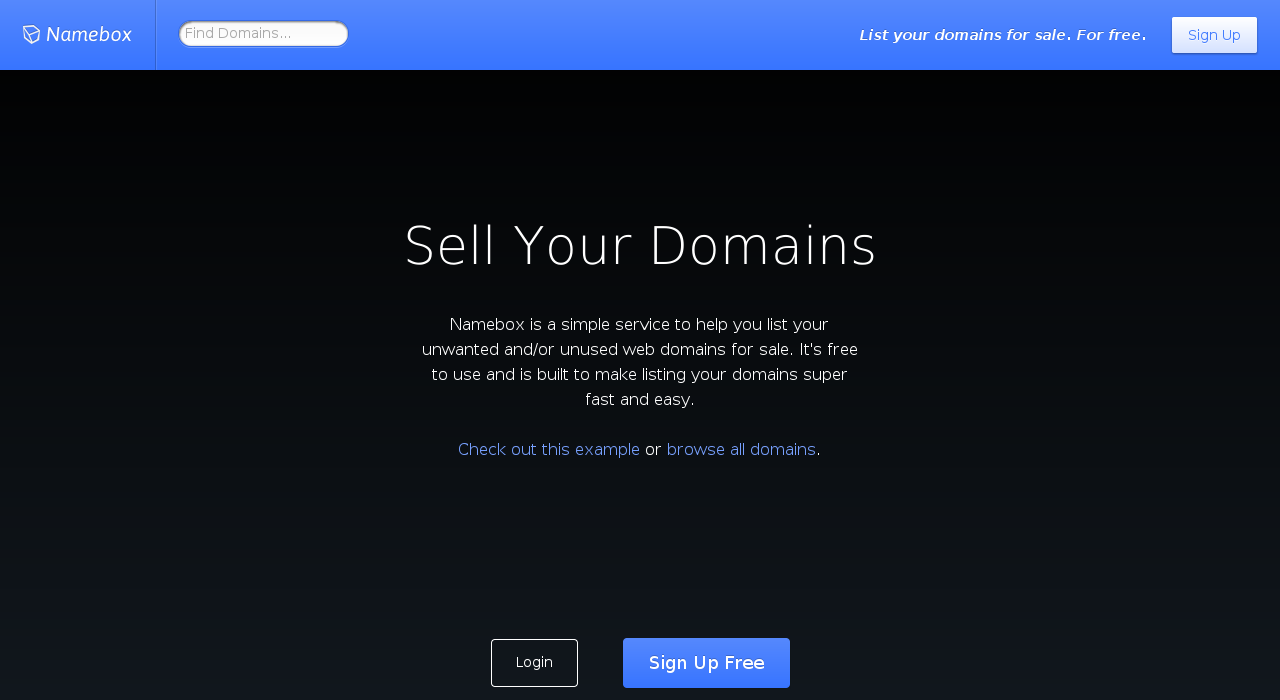 Namebox
Find Domains...
List your domains for sale. For free.
Sign Up
Sell Your Domains
Namebox is a simple service to help you list your
unwanted and/or unused web domains for sale. It's free
to use and is built to make listing your domains super
fast and easy.
Check out this example or browse all domains.
Login
Sign Up Free